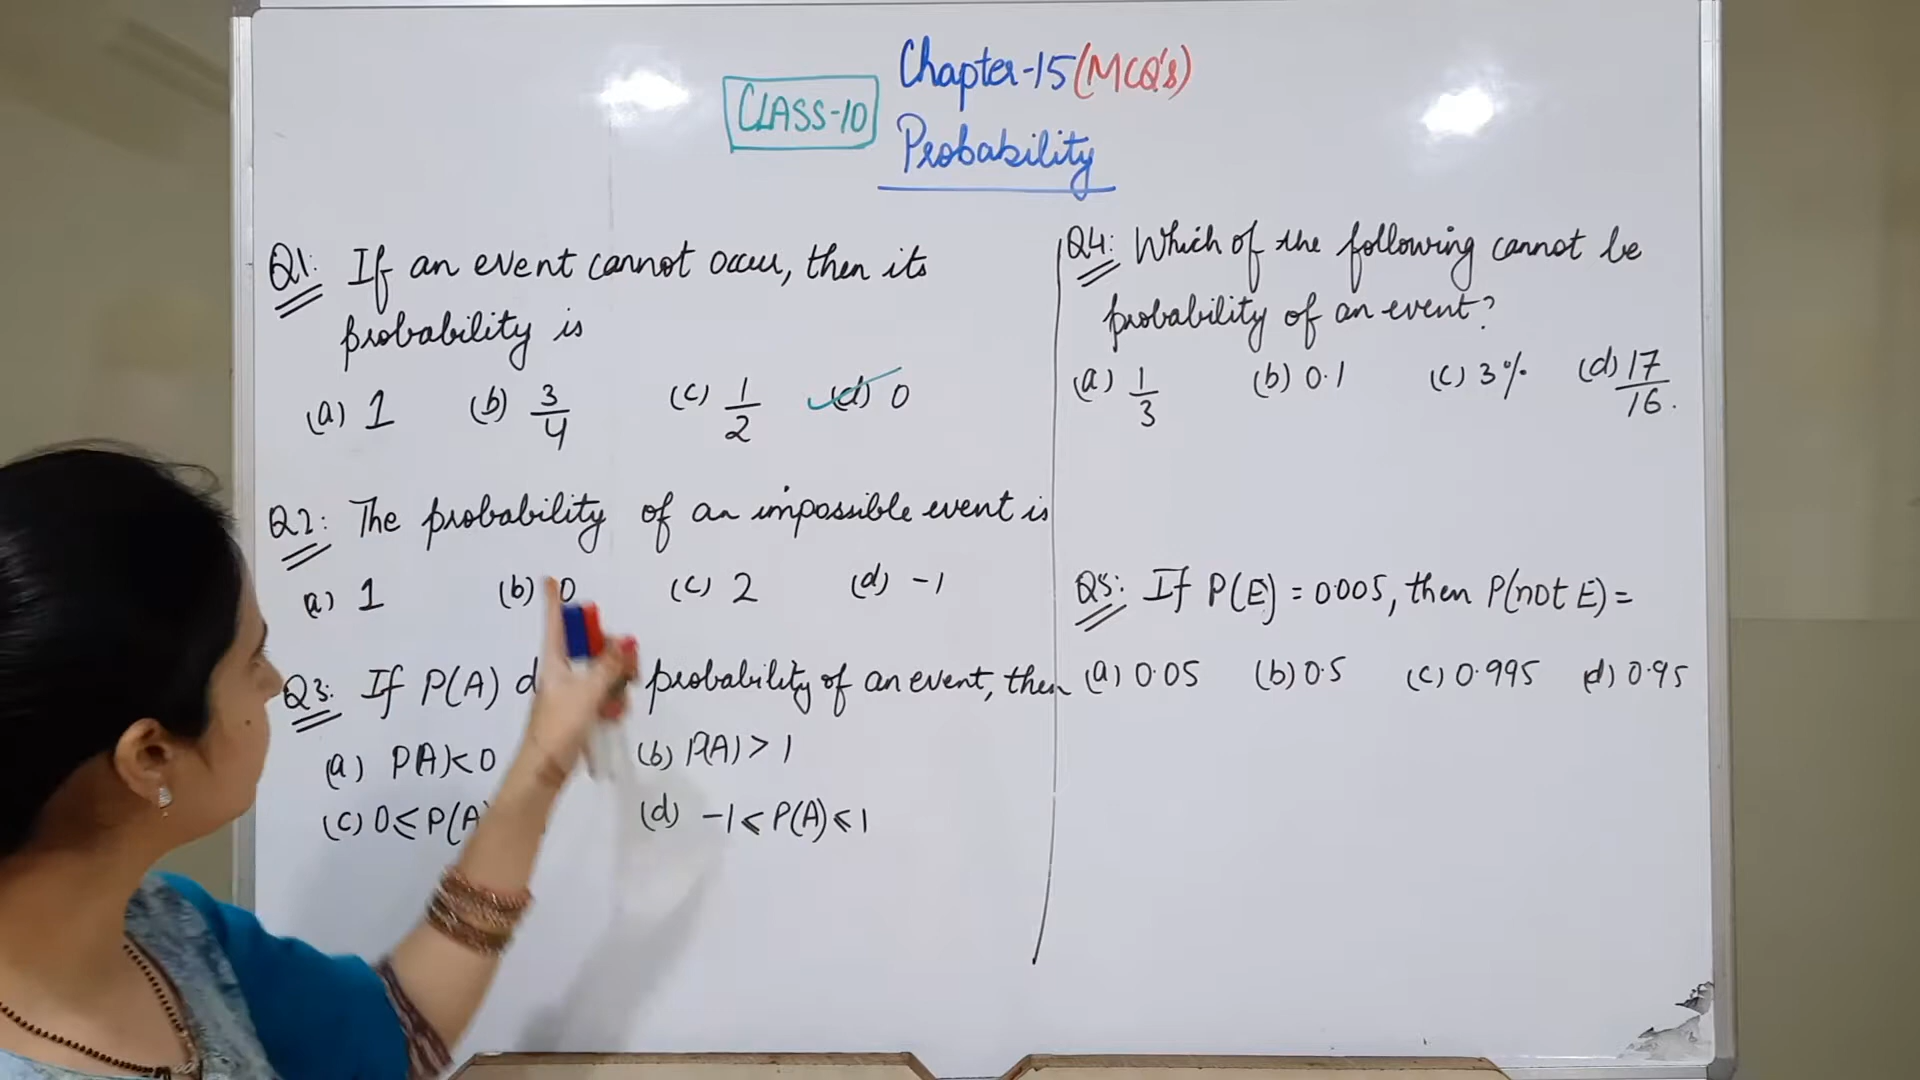 CLASS-10
Chapter-15 (MCQ's)
Probability
Q1: If an event cannot occur, then its
probability is
(a) 1 (b) 3/4 (c) 1/2 (d) 0
Q2: The probability of an impossible event is
(a) 1 (b) 0 (c) 2 (d) -1
Q3: If P(A) probability of an event, then
(a) P(A)<0 (b) P(A) > 1
(c) 0 ≤ P(A (d) -1 ≤ P(A) ≤ 1
Q4: Which of the following cannot be
probability of an event?
(a) 1/3 (b) 0.1 (c) 3% (d) 17/16.
Q5: If P(E) = 0.005, then P(not E) =
(a) 0.05 (b) 0.5 (c) 0.995 (d) 0.95